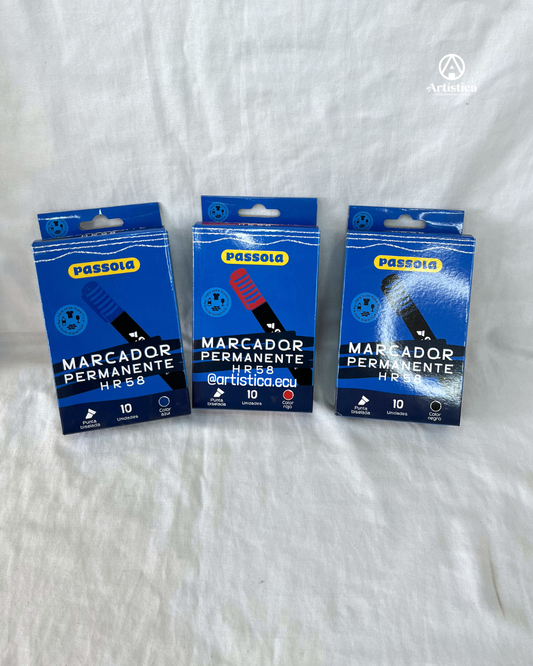 Artistica
PASSOLA
MARCADOR
PERMANENTE
HR58
Punta
biselada
10
Unidades
Color
azul
PASSOLA
MARCADOR
PERMANENTE
HR58
@artistica.ecu
Punta
biselada
10
Unidades
Color
rojo
PASSOLA
MARCADOR
PERMANENTE
HR58
Punta
biselada
10
Unidades
Color
negro